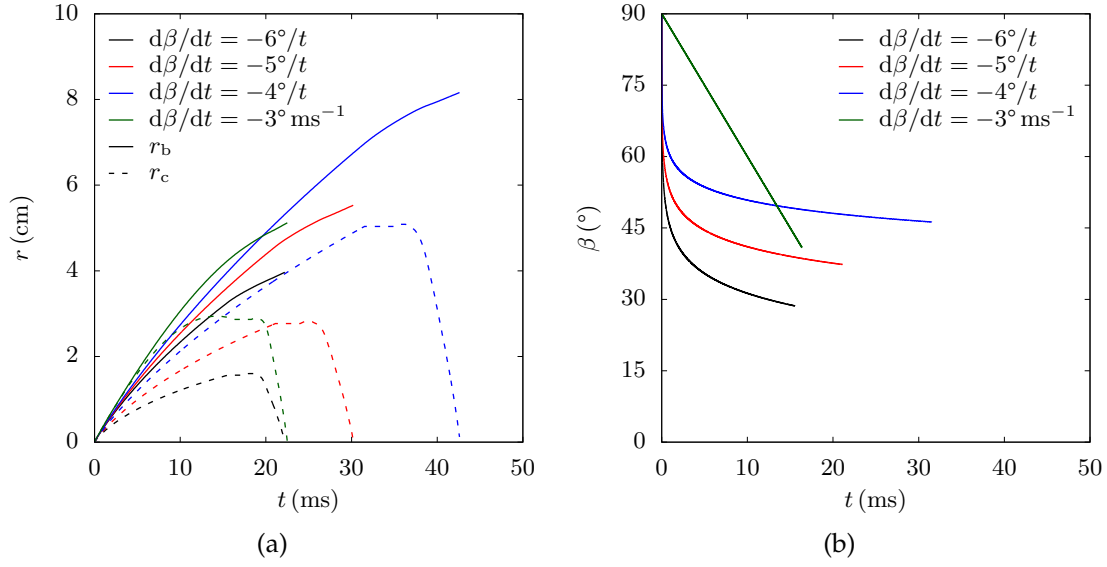 10
8
6
4
2
0
r (cm)
dβ/dt = −6°/t
dβ/dt = −5°/t
dβ/dt = −4°/t
dβ/dt = −3° ms⁻¹
r_b
r_c
0 10 20 30 40 50
t (ms)
(a)
90
75
60
45
30
15
0
β (°)
dβ/dt = −6°/t
dβ/dt = −5°/t
dβ/dt = −4°/t
dβ/dt = −3° ms⁻¹
0 10 20 30 40 50
t (ms)
(b)